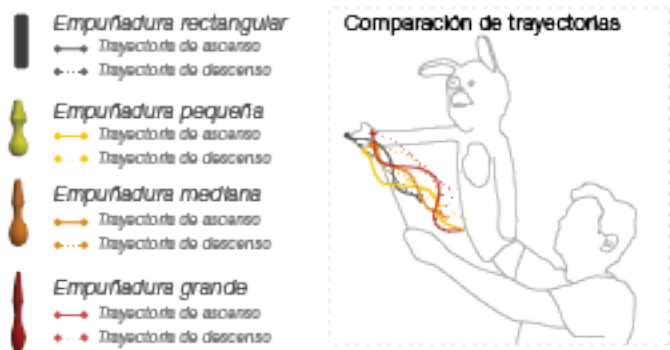 Empuñadura rectangular
Trayectoria de ascenso
Trayectoria de descenso
Empuñadura pequeña
Trayectoria de ascenso
Trayectoria de descenso
Empuñadura mediana
Trayectoria de ascenso
Trayectoria de descenso
Empuñadura grande
Trayectoria de ascenso
Trayectoria de descenso
Comparación de trayectorias